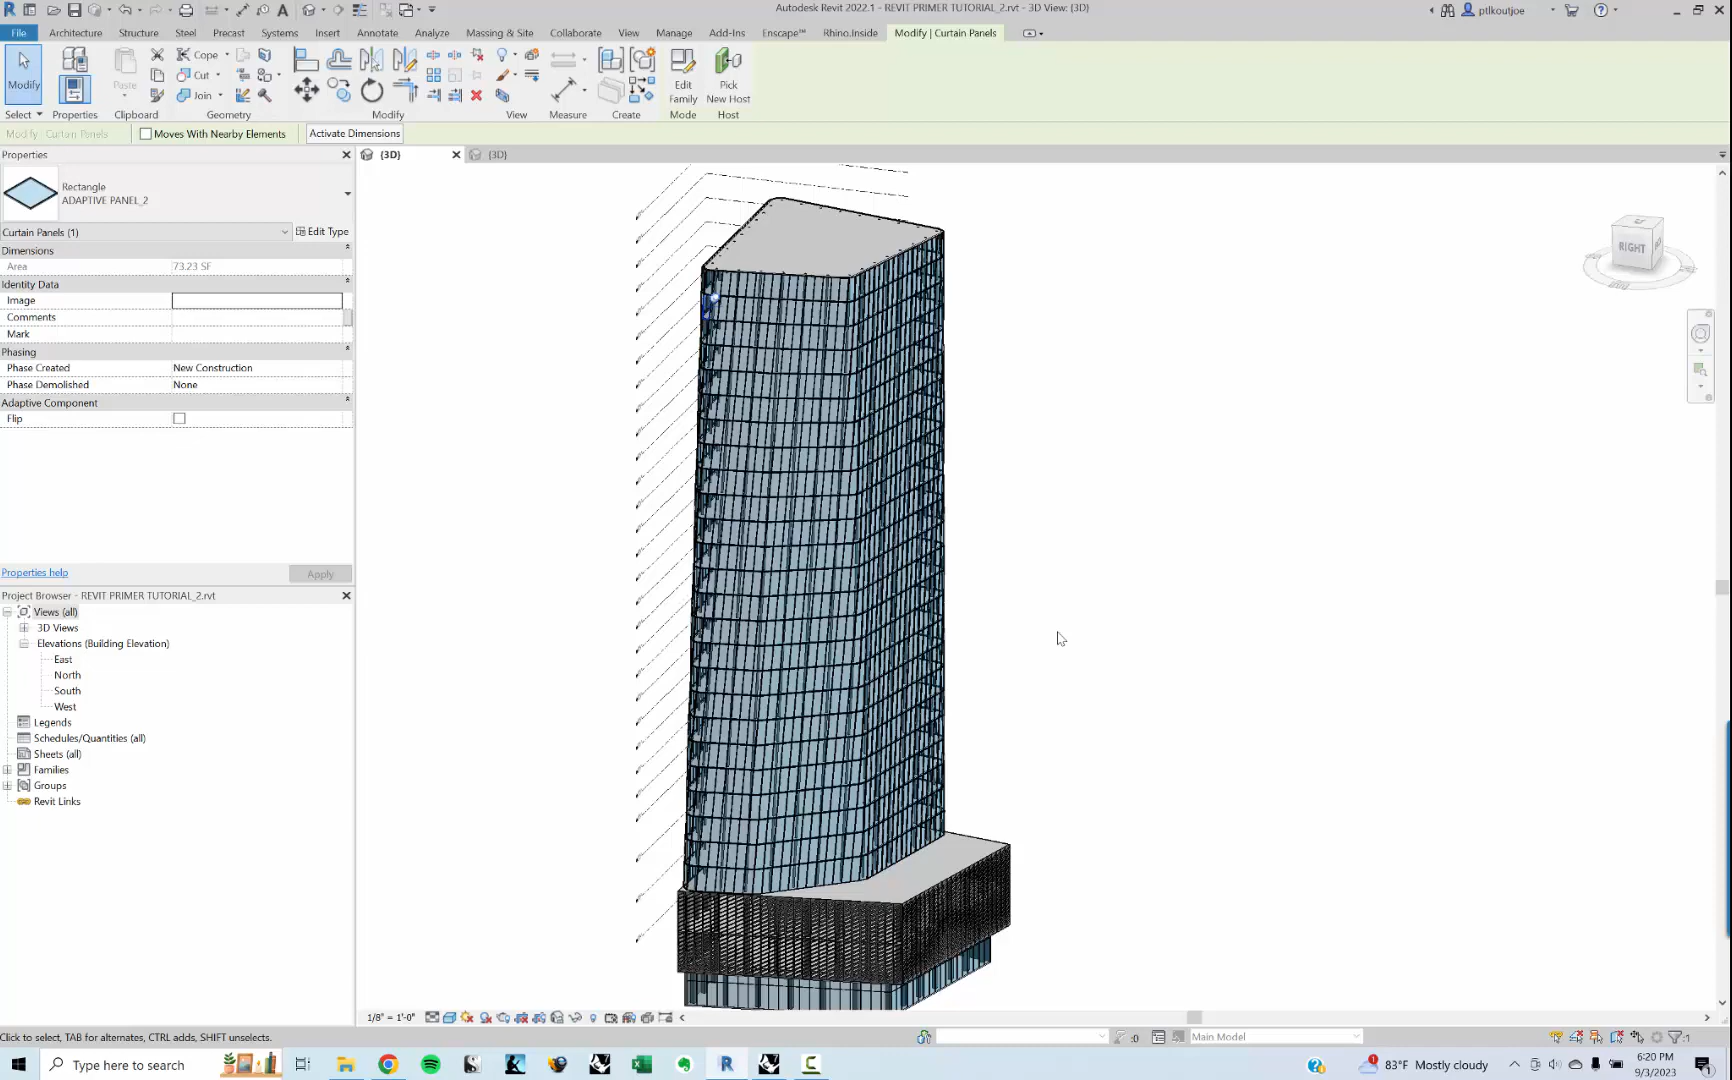 Autodesk Revit 2022.1 - REVIT PRIMER TUTORIAL_2.rvt - 3D View: {3D}
ptlkoutjoe
File Architecture Structure Steel Precast Systems Insert Annotate Analyze Massing & Site Collaborate View Manage Add-Ins Enscape™ Rhino.Inside Modify | Curtain Panels
Modify
Paste
Cope
Cut
Join
Edit Family
Pick New Host
Select Properties Clipboard Geometry Modify View Measure Create Mode Host
Modify | Curtain Panels Moves With Nearby Elements Activate Dimensions
Properties
{3D} {3D}
Rectangle
ADAPTIVE PANEL_2
Curtain Panels (1) Edit Type
Dimensions
Area 73.23 SF
Identity Data
Image
Comments
Mark
Phasing
Phase Created New Construction
Phase Demolished None
Adaptive Component
Flip
RIGHT
Properties help Apply
Project Browser - REVIT PRIMER TUTORIAL_2.rvt
Views (all)
3D Views
Elevations (Building Elevation)
East
North
South
West
Legends
Schedules/Quantities (all)
Sheets (all)
Families
Groups
Revit Links
1/8" = 1'-0"
Click to select, TAB for alternates, CTRL adds, SHIFT unselects.
:0 Main Model :1
Type here to search
83°F Mostly cloudy
6:20 PM
9/3/2023